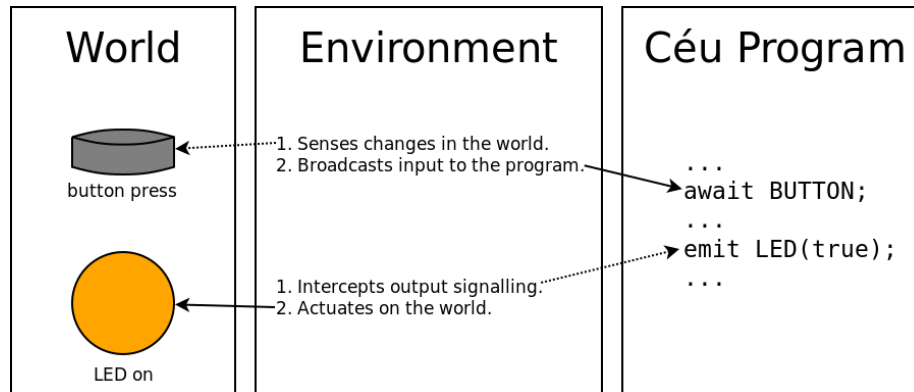 World
button press
LED on
Environment
1. Senses changes in the world.
2. Broadcasts input to the program.
1. Intercepts output signalling.
2. Actuates on the world.
Céu Program
...
await BUTTON;
...
emit LED(true);
...